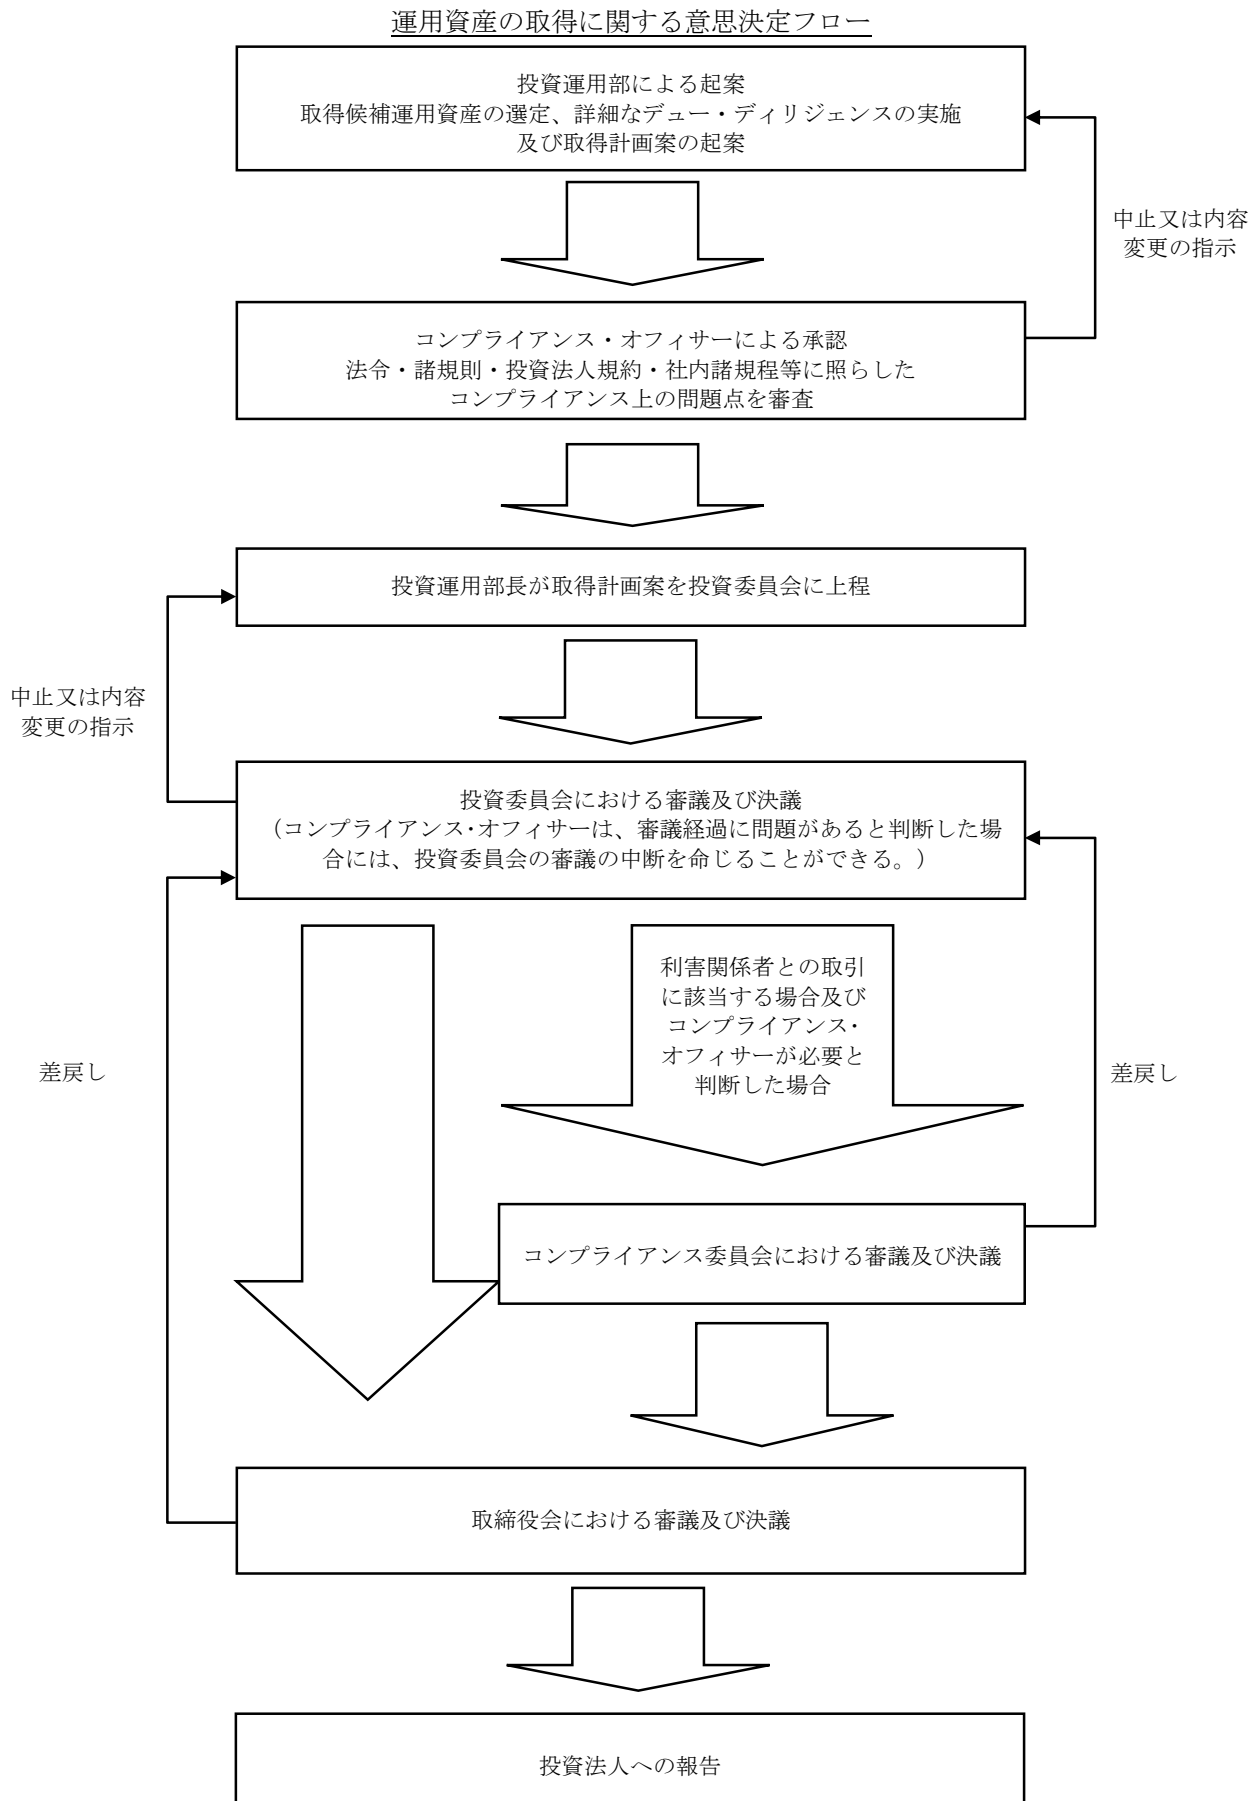 運用資産の取得に関する意思決定フロー
投資運用部による起案
取得候補運用資産の選定、詳細なデュー・ディリジェンスの実施
及び取得計画案の起案
中止又は内容
変更の指示
コンプライアンス・オフィサーによる承認
法令・諸規則・投資法人規約・社内諸規程等に照らした
コンプライアンス上の問題点を審査
投資運用部長が取得計画案を投資委員会に上程
中止又は内容
変更の指示
投資委員会における審議及び決議
（コンプライアンス・オフィサーは、審議経過に問題があると判断した場
合には、投資委員会の審議の中断を命じることができる。）
利害関係者との取引
に該当する場合及び
コンプライアンス・
オフィサーが必要と
判断した場合
差戻し
差戻し
コンプライアンス委員会における審議及び決議
取締役会における審議及び決議
投資法人への報告